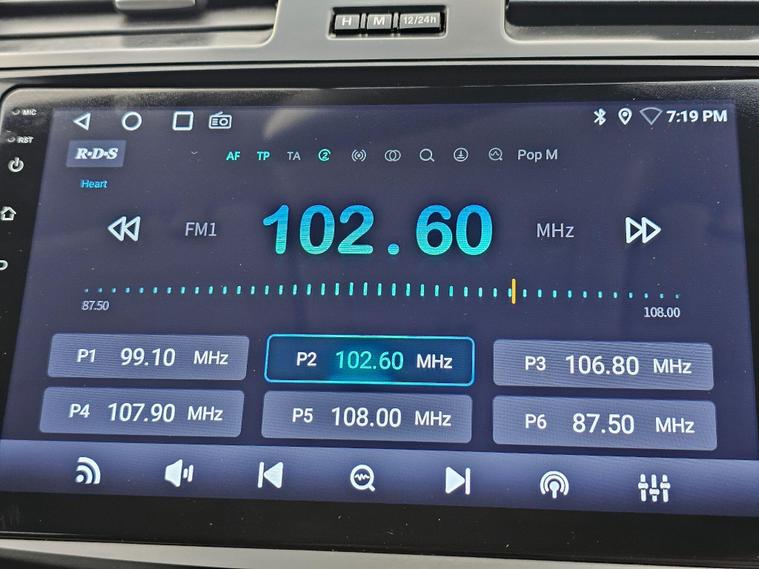 H M 12/24h
MIC
7:19 PM
RST
R·D·S AF TP TA 2 Pop M
Heart
FM1 102.60 MHz
87.50 108.00
P1 99.10 MHz P2 102.60 MHz P3 106.80 MHz
P4 107.90 MHz P5 108.00 MHz P6 87.50 MHz